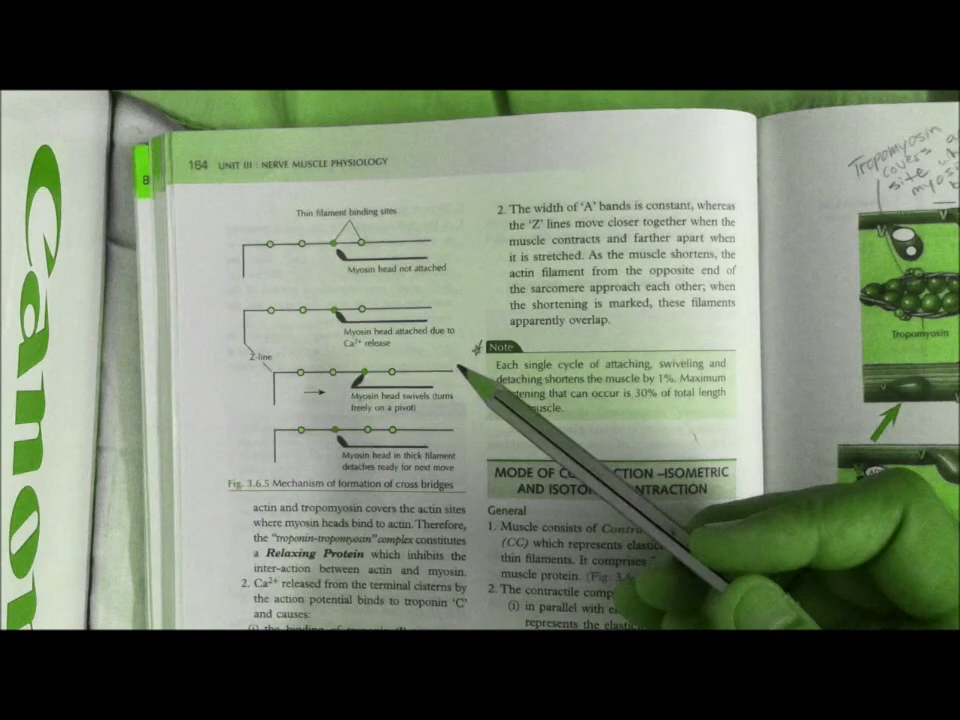 Canon
8
164 UNIT III : NERVE MUSCLE PHYSIOLOGY
Thin filament binding sites
Myosin head not attached
Myosin head attached due to
Ca²⁺ release
Z-line
Myosin head swivels (turns
freely on a pivot)
Myosin head in thick filament
detaches ready for next move
Fig. 3.6.5 Mechanism of formation of cross bridges
actin and tropomyosin covers the actin sites
where myosin heads bind to actin. Therefore,
the "troponin-tropomyosin" complex constitutes
a Relaxing Protein which inhibits the
inter-action between actin and myosin.
2. Ca²⁺ released from the terminal cisterns by
the action potential binds to troponin 'C'
and causes:
2. The width of 'A' bands is constant, whereas
the 'Z' lines move closer together when the
muscle contracts and farther apart when
it is stretched. As the muscle shortens, the
actin filament from the opposite end of
the sarcomere approach each other; when
the shortening is marked, these filaments
apparently overlap.
Note
Each single cycle of attaching, swiveling and
detaching shortens the muscle by 1%. Maximum
that can occur is 30% of total length
MODE OF –ISOMETRIC
AND
General
1. Muscle consists of
(CC) which represents
thin filaments. It comprises
muscle protein. (Fig.
2. The contractile
(i) in parallel with
represents the
Tropomyosin
covers
site
Tropomyosin